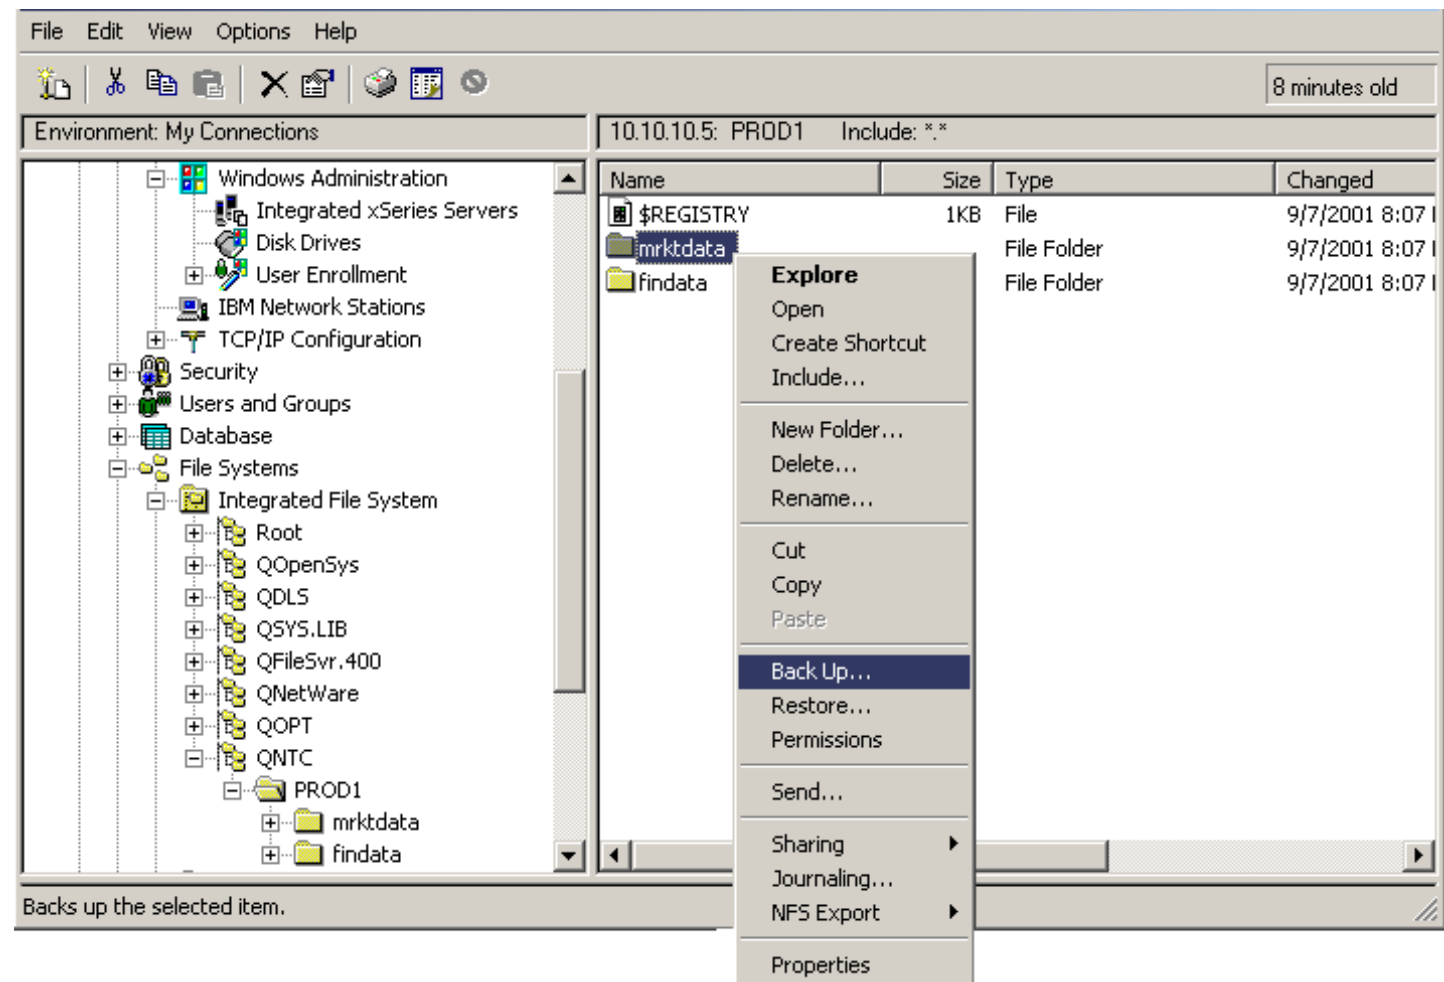 File Edit View Options Help
8 minutes old
Environment: My Connections
10.10.10.5: PROD1 Include: *.*
Windows Administration
Integrated xSeries Servers
Disk Drives
User Enrollment
IBM Network Stations
TCP/IP Configuration
Security
Users and Groups
Database
File Systems
Integrated File System
Root
QOpenSys
QDLS
QSYS.LIB
QFileSvr.400
QNetWare
QOPT
QNTC
PROD1
mrktdata
findata
Name Size Type Changed
$REGISTRY 1KB File 9/7/2001 8:07
mrktdata File Folder 9/7/2001 8:07
findata File Folder 9/7/2001 8:07
Explore
Open
Create Shortcut
Include...
New Folder...
Delete...
Rename...
Cut
Copy
Paste
Back Up...
Restore...
Permissions
Send...
Sharing
Journaling...
NFS Export
Properties
Backs up the selected item.